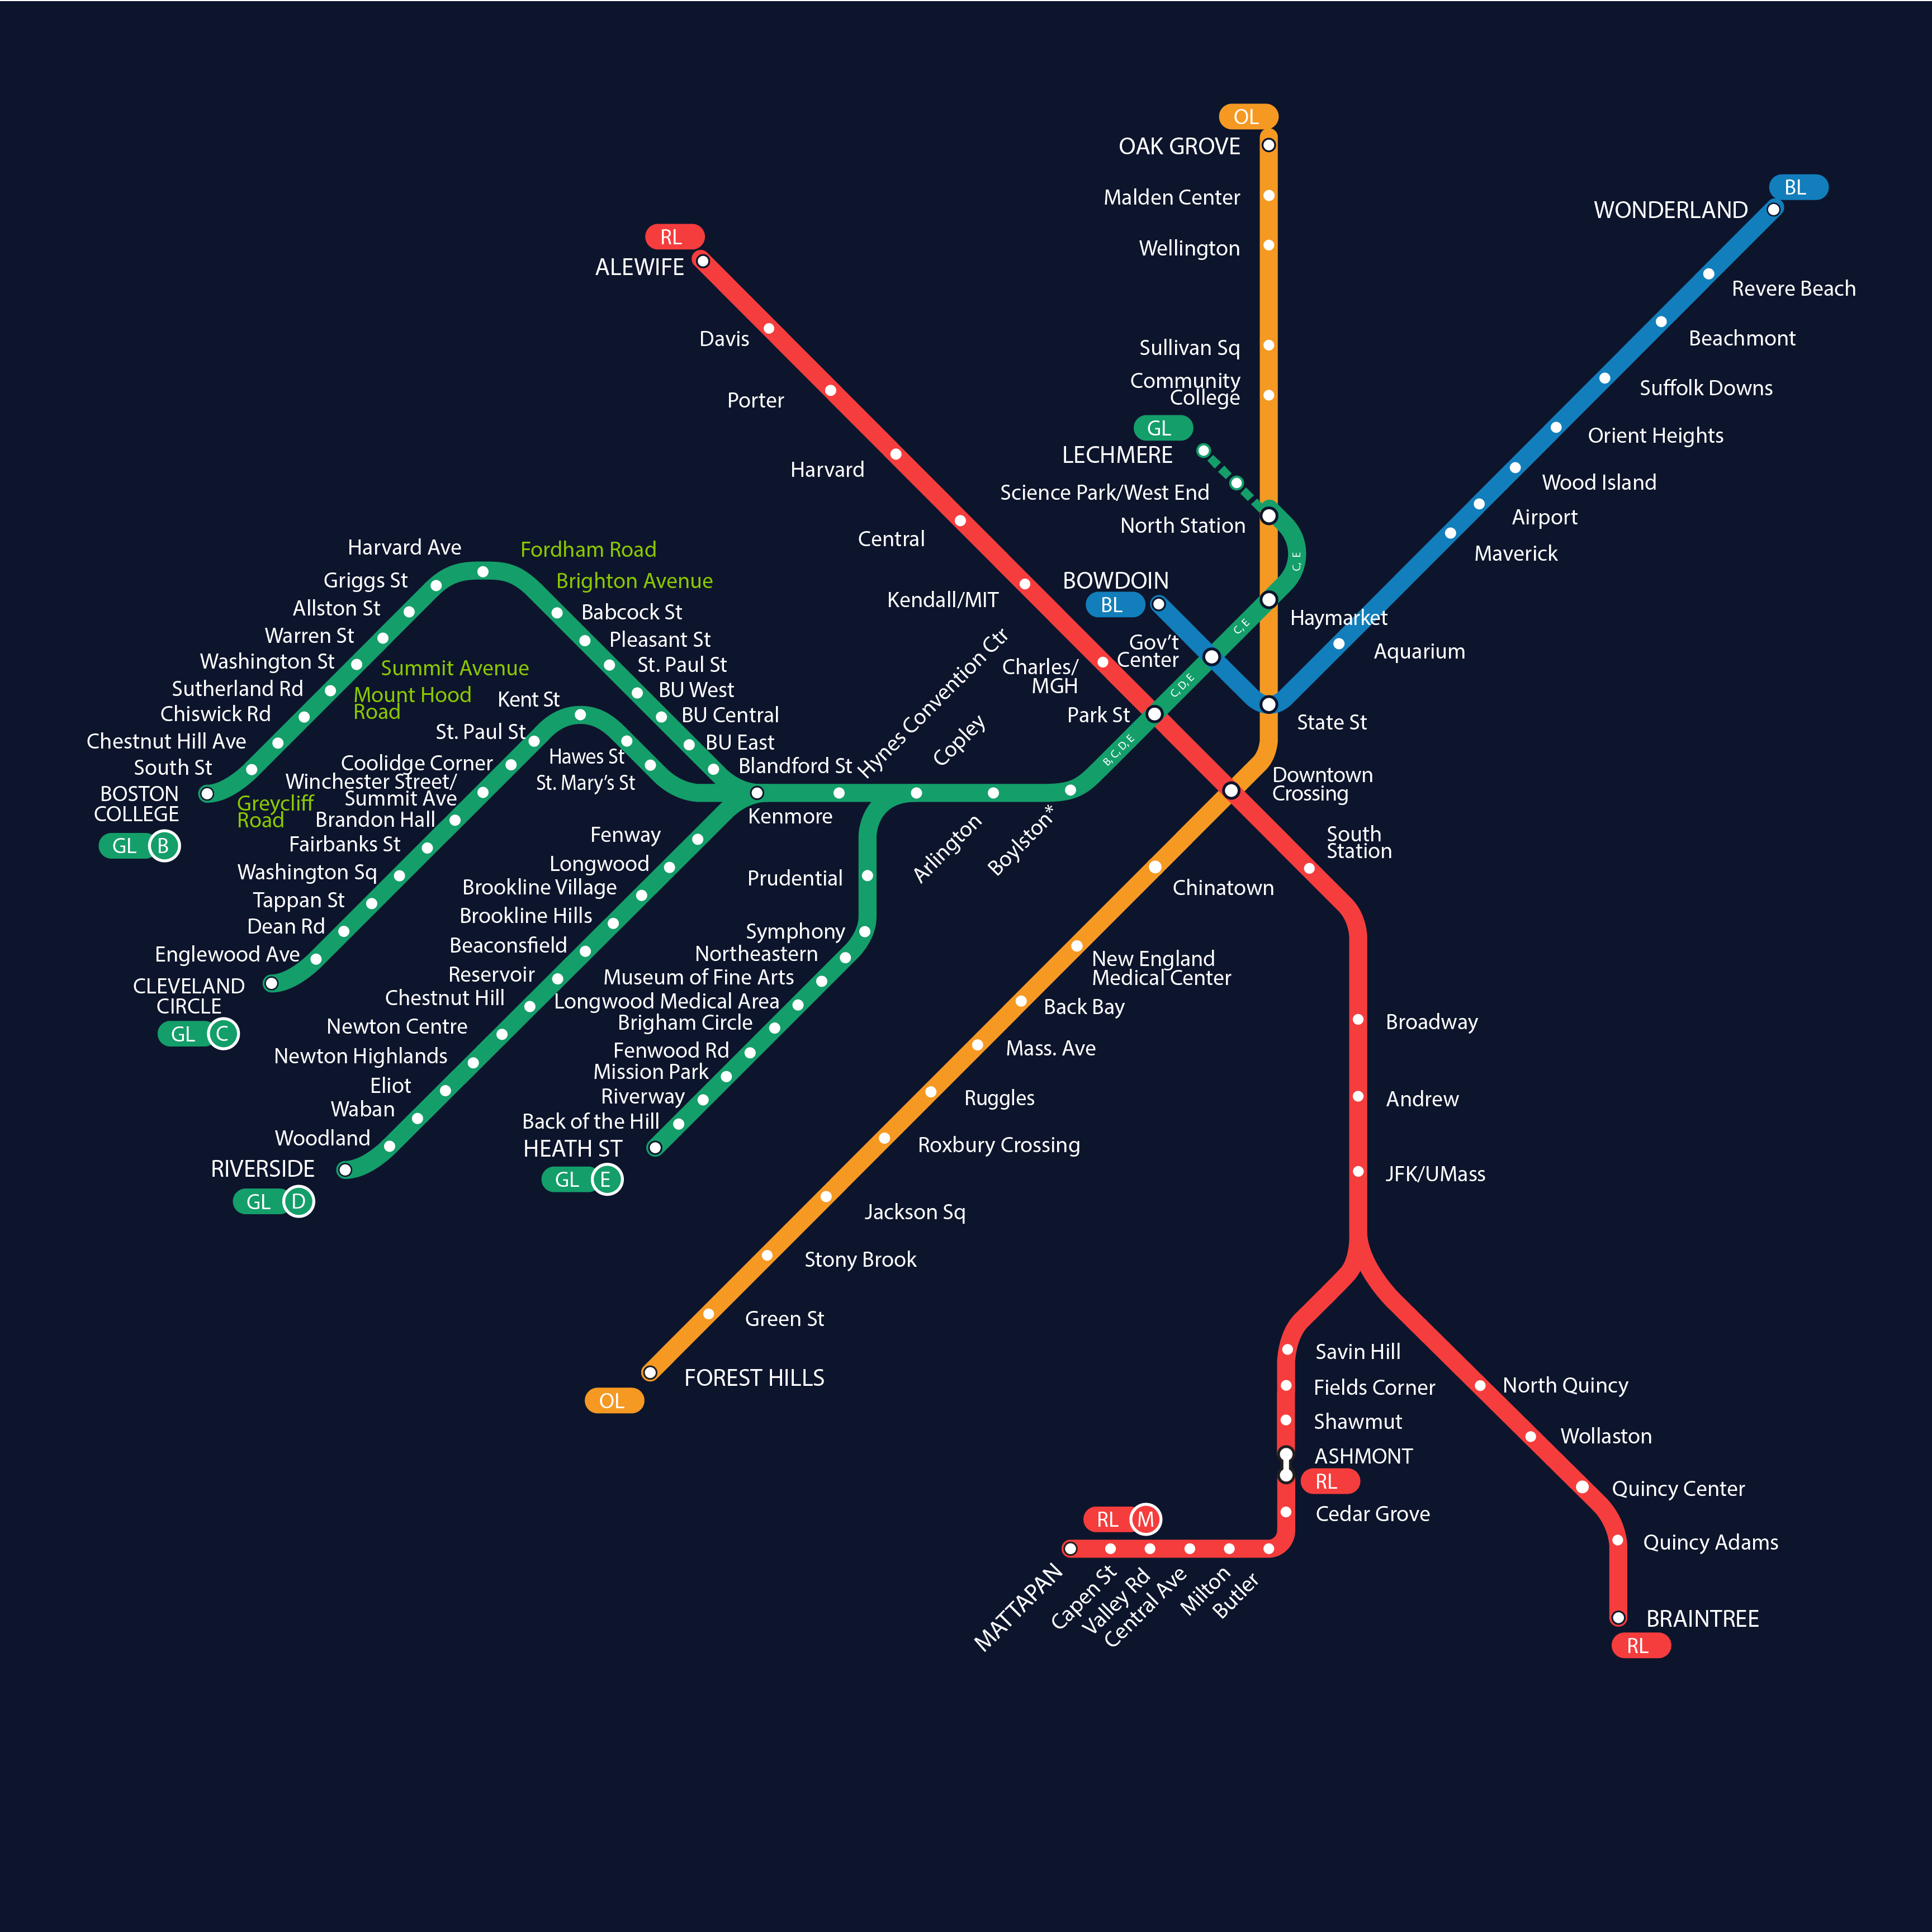 OL
OAK GROVE
Malden Center
Wellington
Sullivan Sq
Community
College
GL
LECHMERE
Science Park/West End
North Station
C, E
Haymarket
C,E
BL
WONDERLAND
Revere Beach
Beachmont
Suffolk Downs
Orient Heights
Wood Island
Airport
Maverick
Aquarium
State St
BOWDOIN
BL
Gov't
Center
C,D,E
RL
ALEWIFE
Davis
Porter
Harvard
Central
Kendall/MIT
Charles/
MGH
Park St
B,C,D,E
Downtown
Crossing
South
Station
Broadway
Andrew
JFK/UMass
Savin Hill
Fields Corner
Shawmut
ASHMONT
RL
Cedar Grove
RL M
MATTAPAN
Capen St
Valley Rd
Central Ave
Milton
Butler
North Quincy
Wollaston
Quincy Center
Quincy Adams
BRAINTREE
RL
Chinatown
New England
Medical Center
Back Bay
Mass. Ave
Ruggles
Roxbury Crossing
Jackson Sq
Stony Brook
Green St
FOREST HILLS
OL
Hynes Convention Ctr
Copley
Arlington
Boylston*
Kenmore
Harvard Ave
Griggs St
Allston St
Warren St
Washington St
Sutherland Rd
Chiswick Rd
Chestnut Hill Ave
South St
BOSTON
COLLEGE
GL B
Fordham Road
Brighton Avenue
Babcock St
Pleasant St
St. Paul St
BU West
BU Central
BU East
Blandford St
Summit Avenue
Mount Hood
Road
Greycliff
Road
Kent St
St. Paul St
Hawes St
St. Mary's St
Coolidge Corner
Winchester Street/
Summit Ave
Brandon Hall
Fairbanks St
Washington Sq
Tappan St
Dean Rd
Englewood Ave
CLEVELAND
CIRCLE
GL C
Fenway
Longwood
Brookline Village
Brookline Hills
Beaconsfield
Reservoir
Chestnut Hill
Newton Centre
Newton Highlands
Eliot
Waban
Woodland
RIVERSIDE
GL D
Prudential
Symphony
Northeastern
Museum of Fine Arts
Longwood Medical Area
Brigham Circle
Fenwood Rd
Mission Park
Riverway
Back of the Hill
HEATH ST
GL E